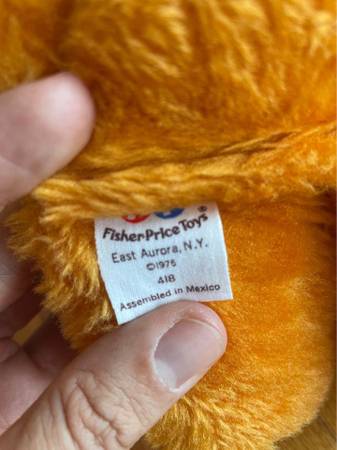 Fisher-Price Toys®
East Aurora, N.Y.
©1975
418
Assembled in Mexico